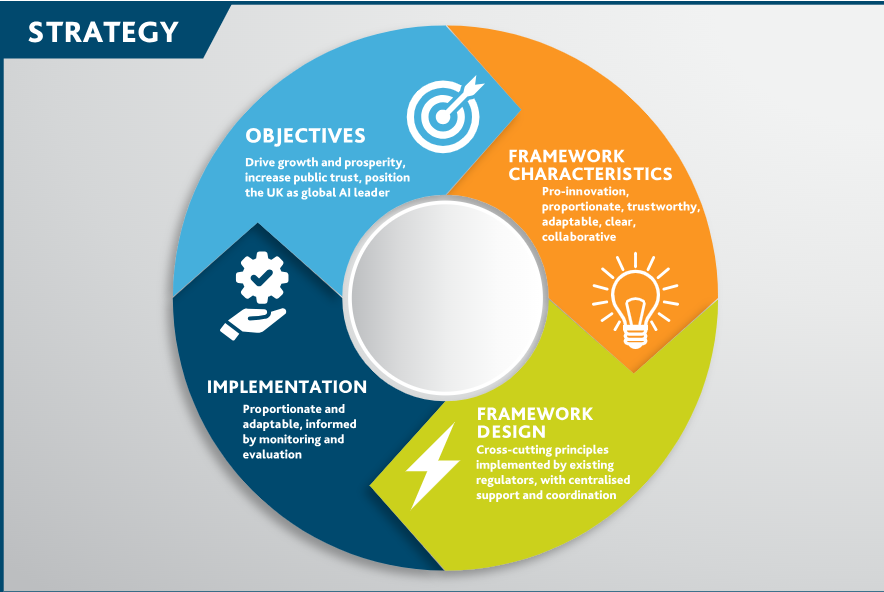 STRATEGY
OBJECTIVES
Drive growth and prosperity,
increase public trust, position
the UK as global AI leader
FRAMEWORK
CHARACTERISTICS
Pro-innovation,
proportionate, trustworthy,
adaptable, clear,
collaborative
FRAMEWORK
DESIGN
Cross-cutting principles
implemented by existing
regulators, with centralised
support and coordination
IMPLEMENTATION
Proportionate and
adaptable, informed
by monitoring and
evaluation